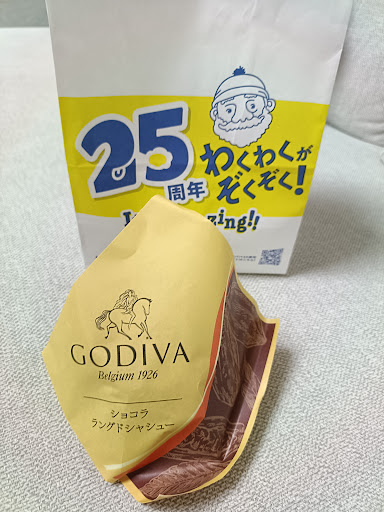 25
周年
わくわくが
ぞくぞく!
zing!!
GODIVA
Belgium 1926
ショコラ
ラングドシャシュー